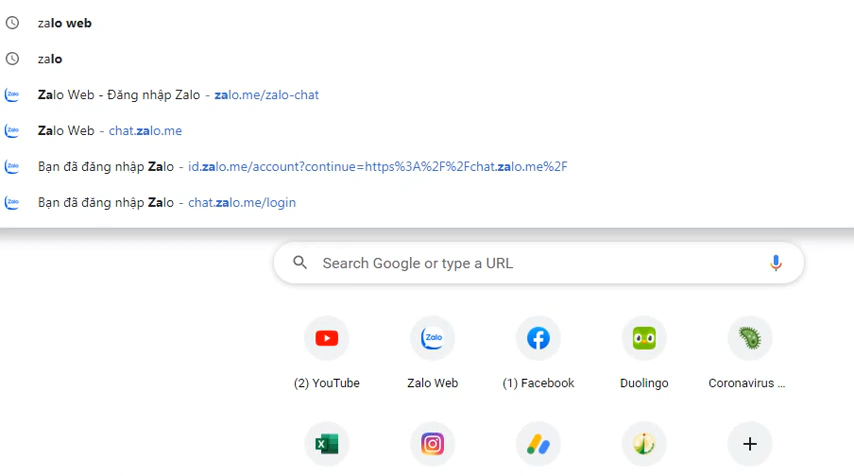 zalo web
zalo
Zalo Web - Đăng nhập Zalo - zalo.me/zalo-chat
Zalo Web - chat.zalo.me
Bạn đã đăng nhập Zalo - id.zalo.me/account?continue=https%3A%2F%2Fchat.zalo.me%2F
Bạn đã đăng nhập Zalo - chat.zalo.me/login
Search Google or type a URL
Zalo
(2) YouTube Zalo Web (1) Facebook Duolingo Coronavirus ...